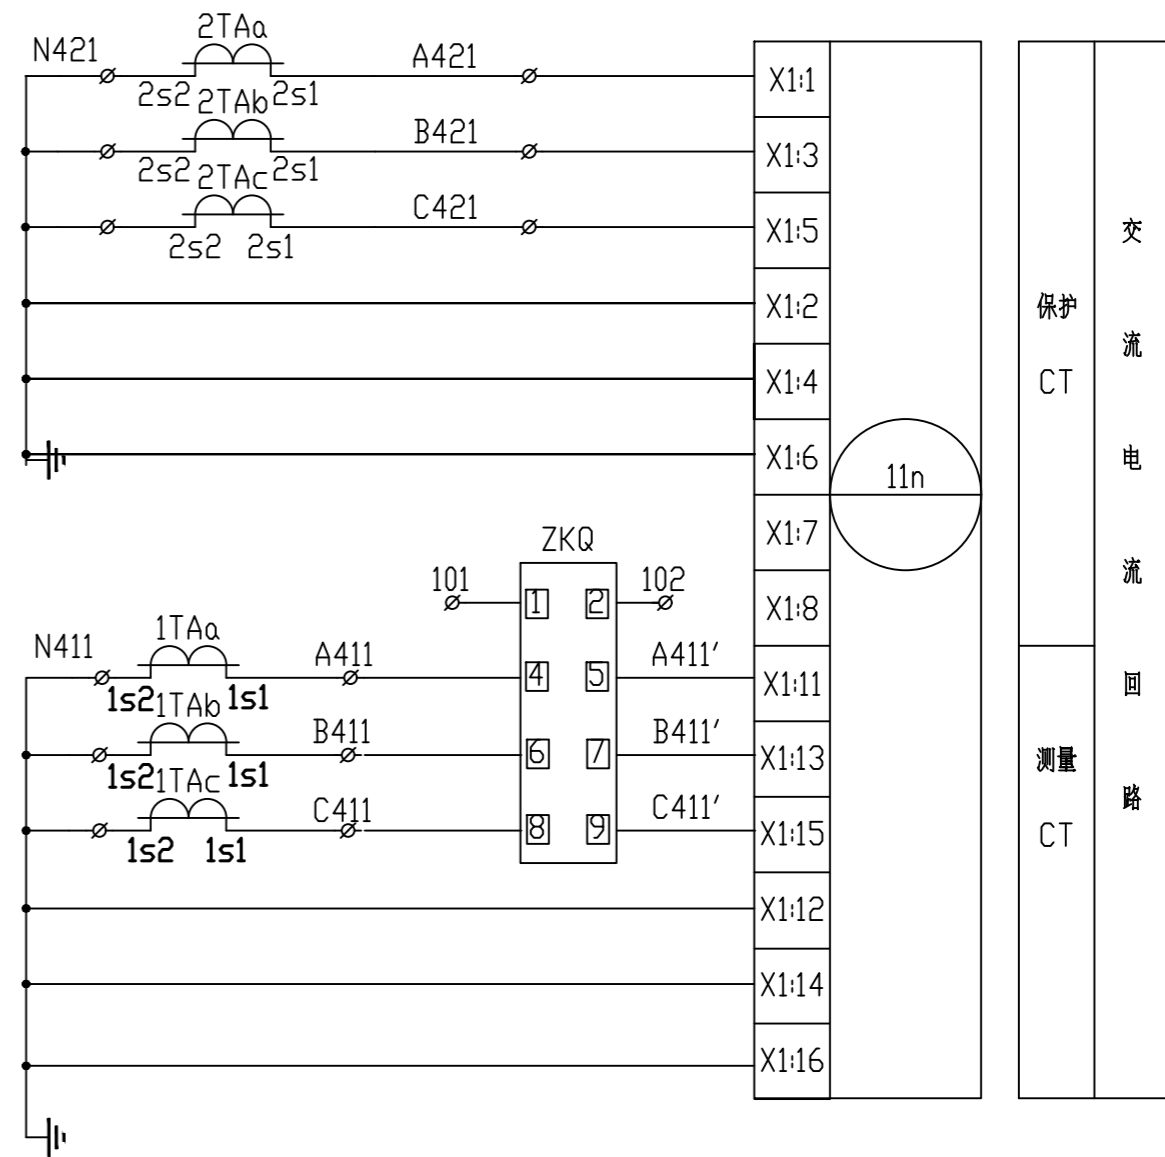 2TAa
N421
A421
X1:1
2s2
2s1
2TAb
B421
X1:3
2s2
2s1
2TAc
C421
X1:5
2s2
2s1
X1:2
X1:4
X1:6
11n
X1:7
ZKQ
101
1
2
102
X1:8
1TAa
N411
A411
4
5
A411′
X1:11
1s2
1s1
1TAb
B411
6
7
B411′
X1:13
1s2
1s1
1TAc
C411
8
9
C411′
X1:15
1s2
1s1
X1:12
X1:14
X1:16
保护
CT
测量
CT
交
流
电
流
回
路